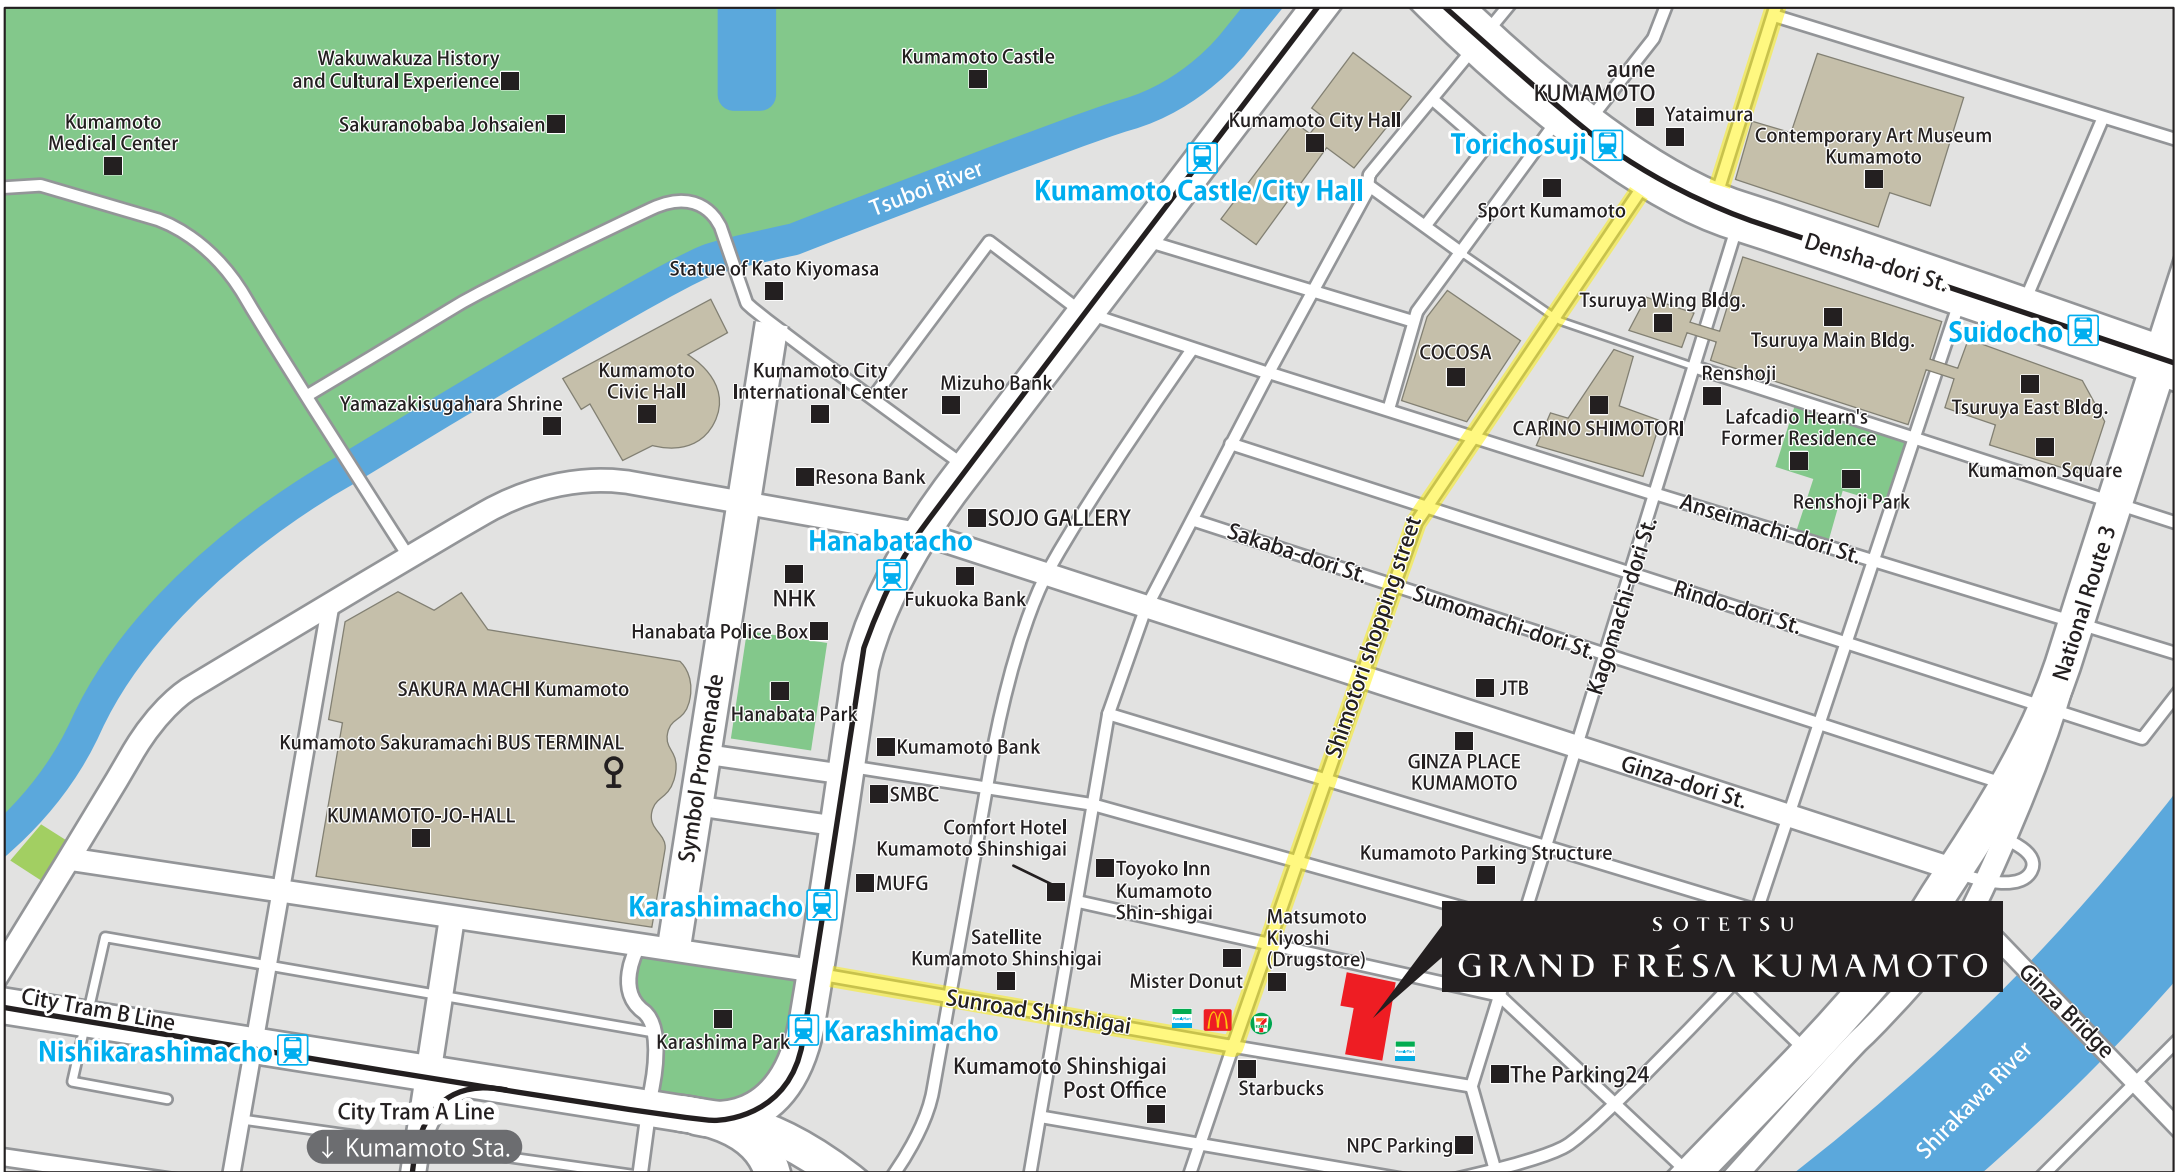 Wakuwakuza History
and Cultural Experience
Kumamoto Castle
Kumamoto
Medical Center
Sakuranobaba Johsaien
Tsuboi River
Kumamoto City Hall
Kumamoto Castle/City Hall
aune
KUMAMOTO
Yataimura
Torichosuji
Contemporary Art Museum
Kumamoto
Sport Kumamoto
Densha-dori St.
Statue of Kato Kiyomasa
Tsuruya Wing Bldg.
Tsuruya Main Bldg.
Suidocho
COCOSA
Kumamoto
Civic Hall
Kumamoto City
International Center
Mizuho Bank
Yamazakisugahara Shrine
Renshoji
Lafcadio Hearn's
Former Residence
Tsuruya East Bldg.
CARINO SHIMOTORI
Kumamon Square
Renshoji Park
Resona Bank
SOJO GALLERY
Hanabatacho
Sakaba-dori St.
Anseimachi-dori St.
Shimotori shopping street
Kagomachi-dori St.
National Route 3
NHK
Fukuoka Bank
Sumomachi-dori St.
Rindo-dori St.
Hanabata Police Box
SAKURA MACHI Kumamoto
Hanabata Park
JTB
Kumamoto Sakuramachi BUS TERMINAL
Kumamoto Bank
GINZA PLACE
KUMAMOTO
Ginza-dori St.
Symbol Promenade
SMBC
KUMAMOTO-JO-HALL
Comfort Hotel
Kumamoto Shinshigai
Kumamoto Parking Structure
MUFG
Toyoko Inn
Kumamoto
Shin-shigai
Karashimacho
Matsumoto
Kiyoshi
(Drugstore)
SOTETSU
GRAND FRÉSA KUMAMOTO
Satellite
Kumamoto Shinshigai
Mister Donut
Sunroad Shinshigai
FamilyMart
7
ELEVEN
City Tram B Line
Karashima Park
Karashimacho
Nishikarashimacho
FamilyMart
Ginza Bridge
Kumamoto Shinshigai
Post Office
Starbucks
The Parking24
City Tram A Line
↓ Kumamoto Sta.
NPC Parking
Shirakawa River